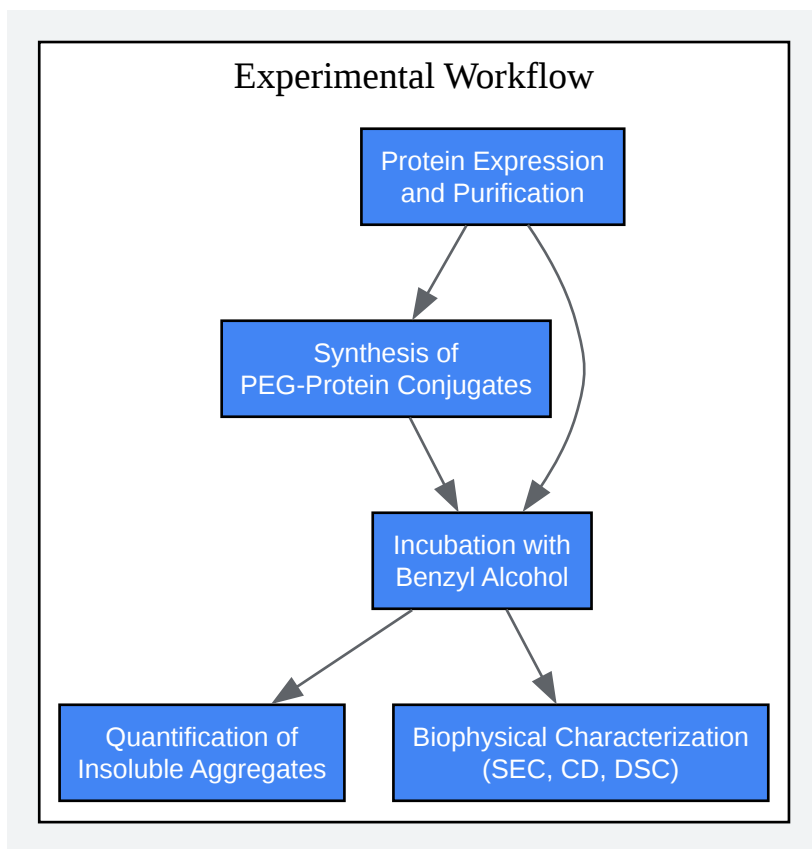 Experimental Workflow
Protein Expression
and Purification
Synthesis of
PEG-Protein Conjugates
Incubation with
Benzyl Alcohol
Quantification of
Insoluble Aggregates
Biophysical Characterization
(SEC, CD, DSC)